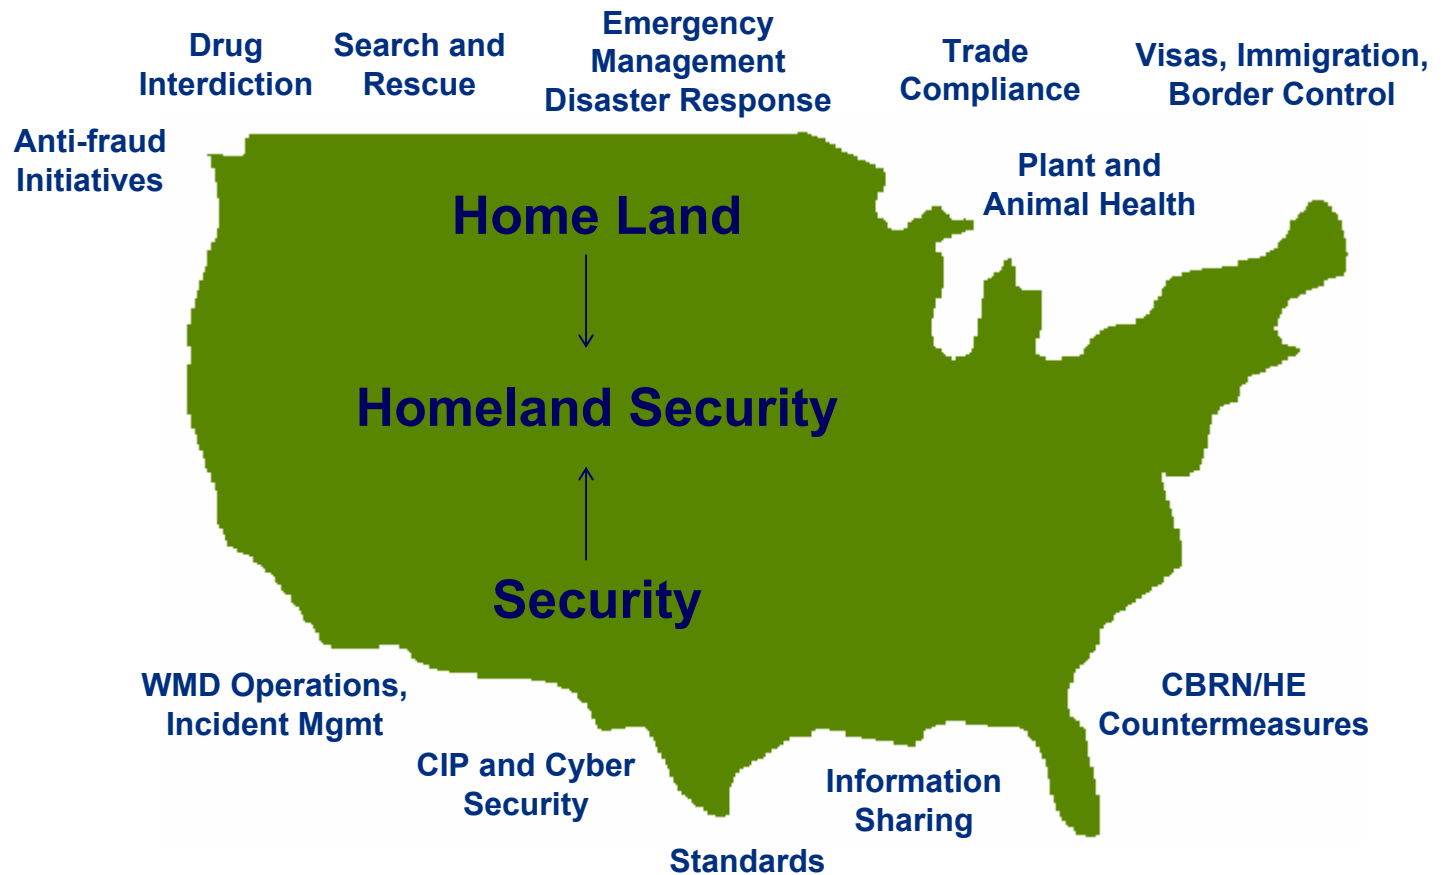 Drug
Interdiction
Search and
Rescue
Emergency
Management
Disaster Response
Trade
Compliance
Visas, Immigration,
Border Control
Anti-fraud
Initiatives
Plant and
Animal Health
Home Land
Homeland Security
Security
WMD Operations,
Incident Mgmt
CIP and Cyber
Security
Standards
Information
Sharing
CBRN/HE
Countermeasures